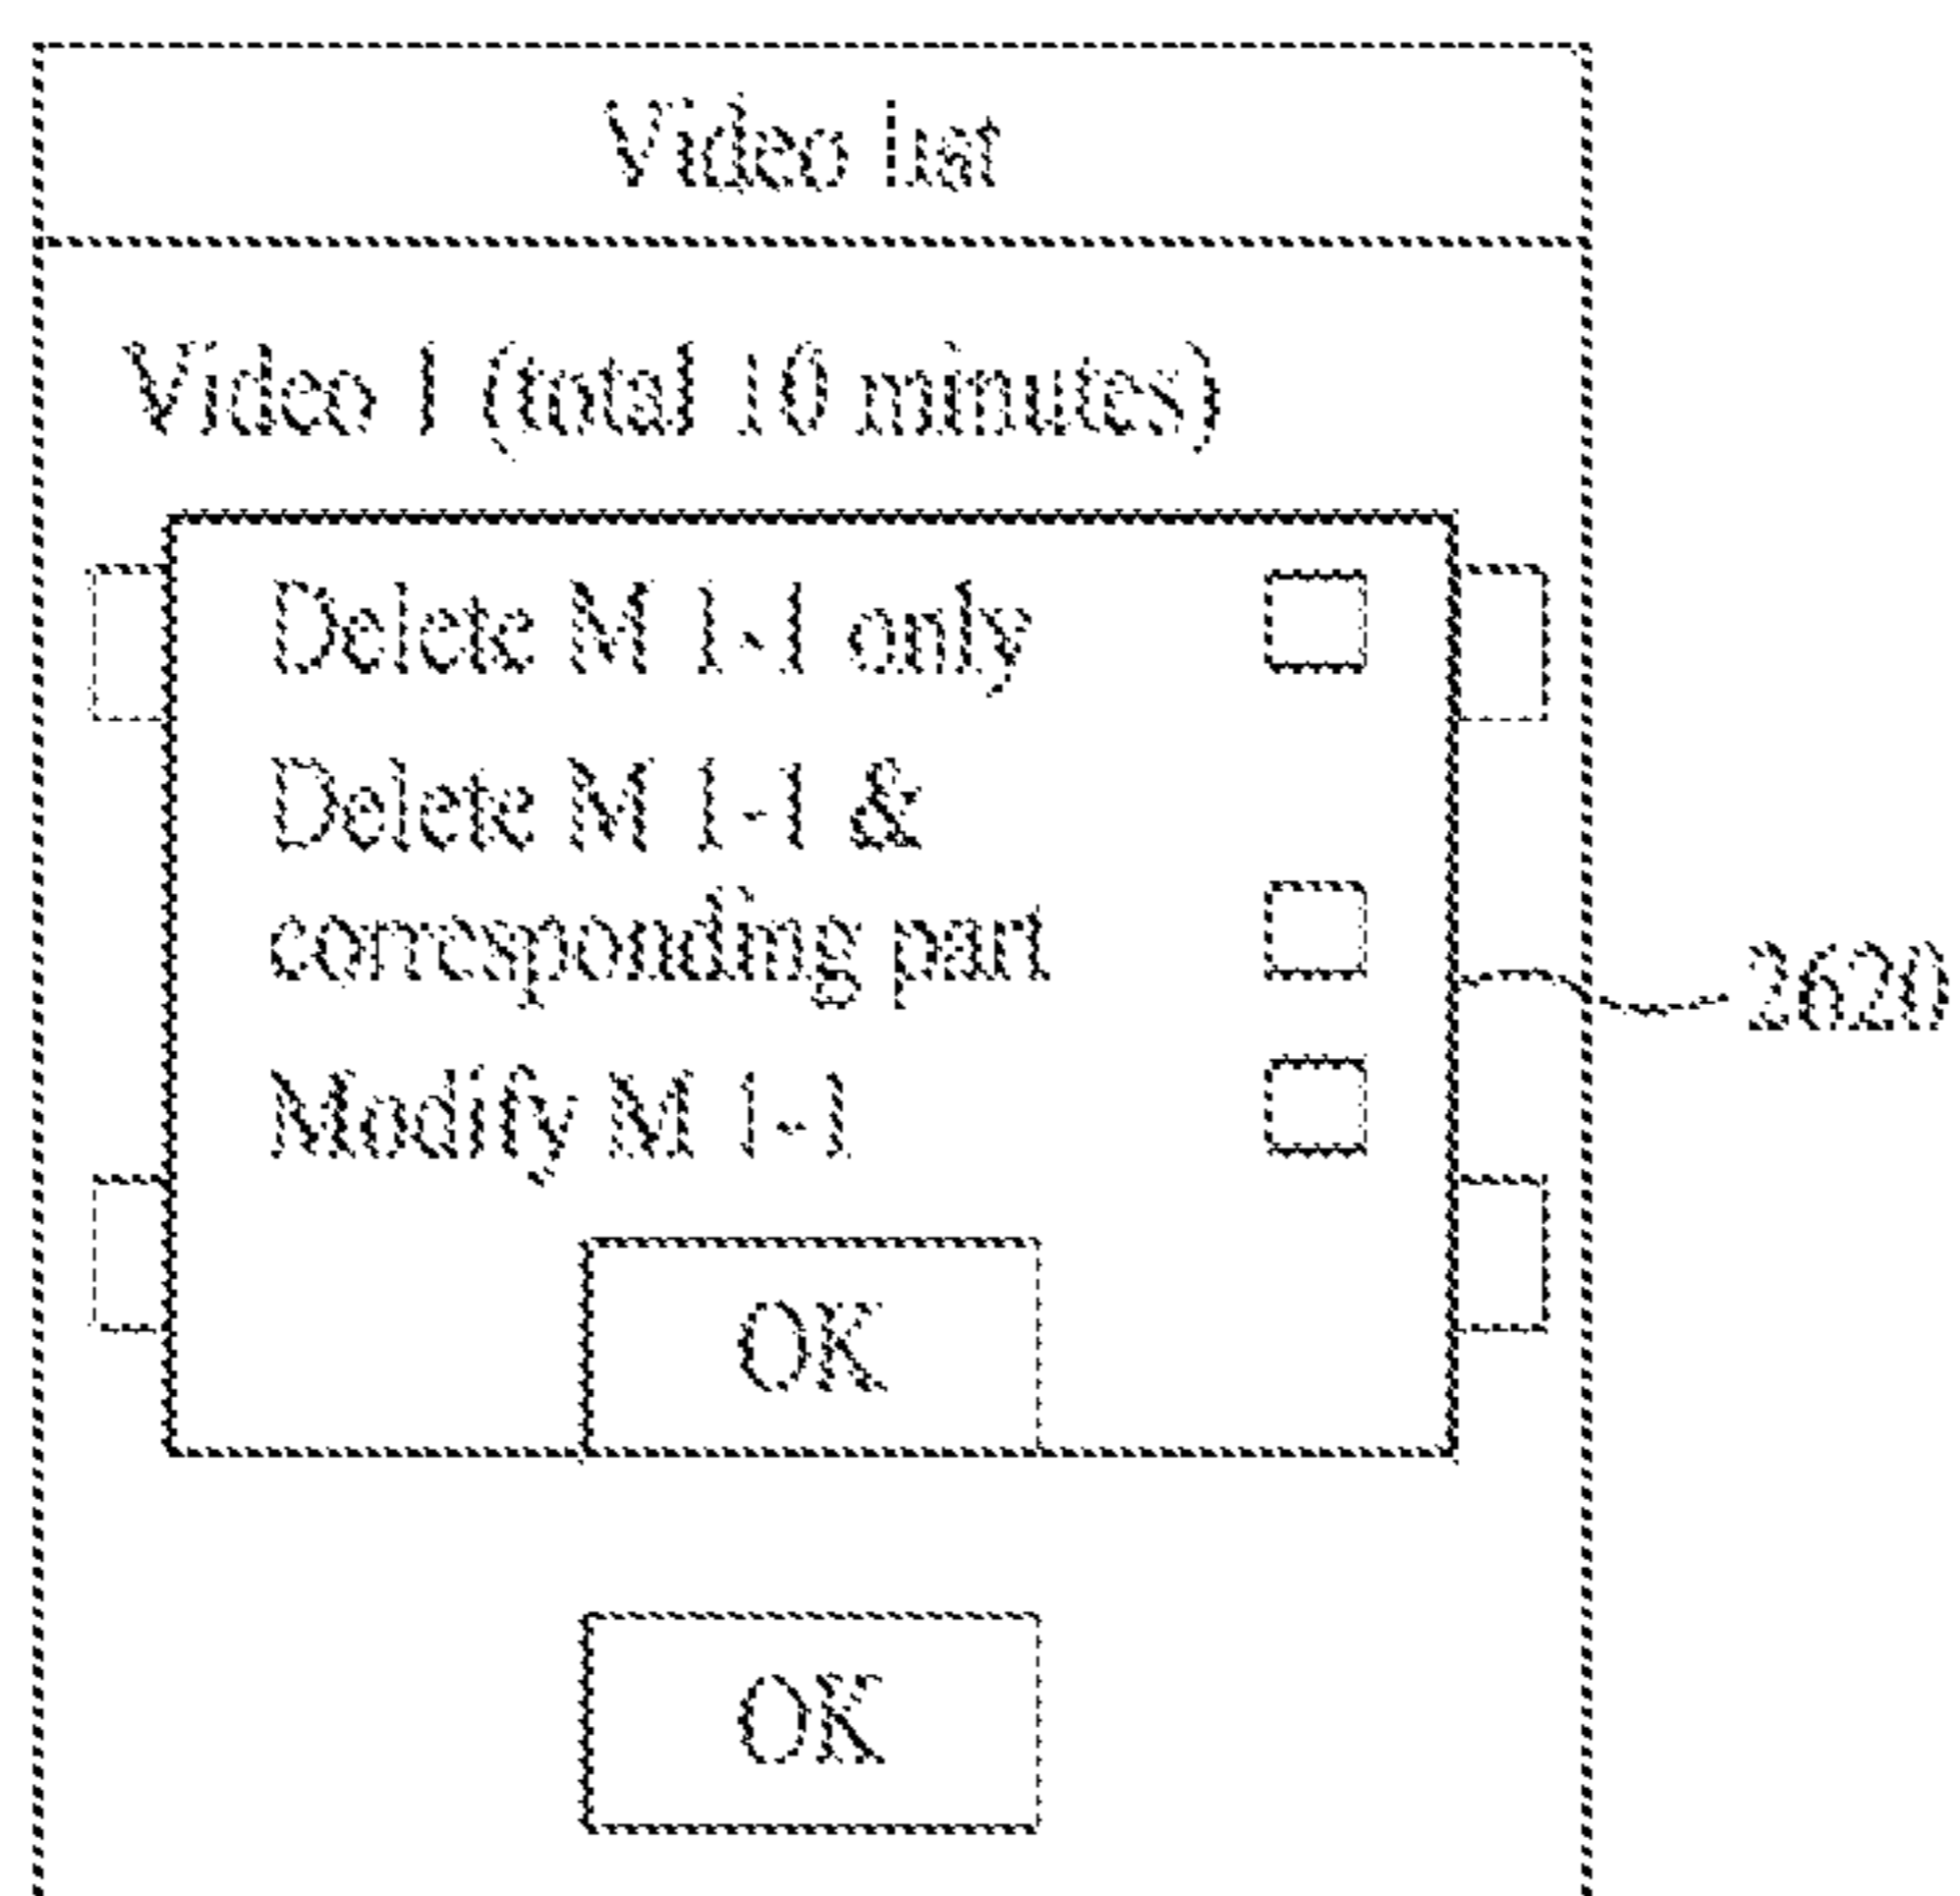 Video list
Video 1 (total 10 minutes)
Delete M 1-1 only
Delete M 1-1 &
corresponding part
2620
Modify M 1-1
OK
OK